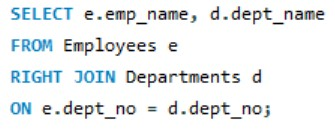 SELECT e.emp_name, d.dept_name
FROM Employees e
RIGHT JOIN Departments d
ON e.dept_no = d.dept_no;